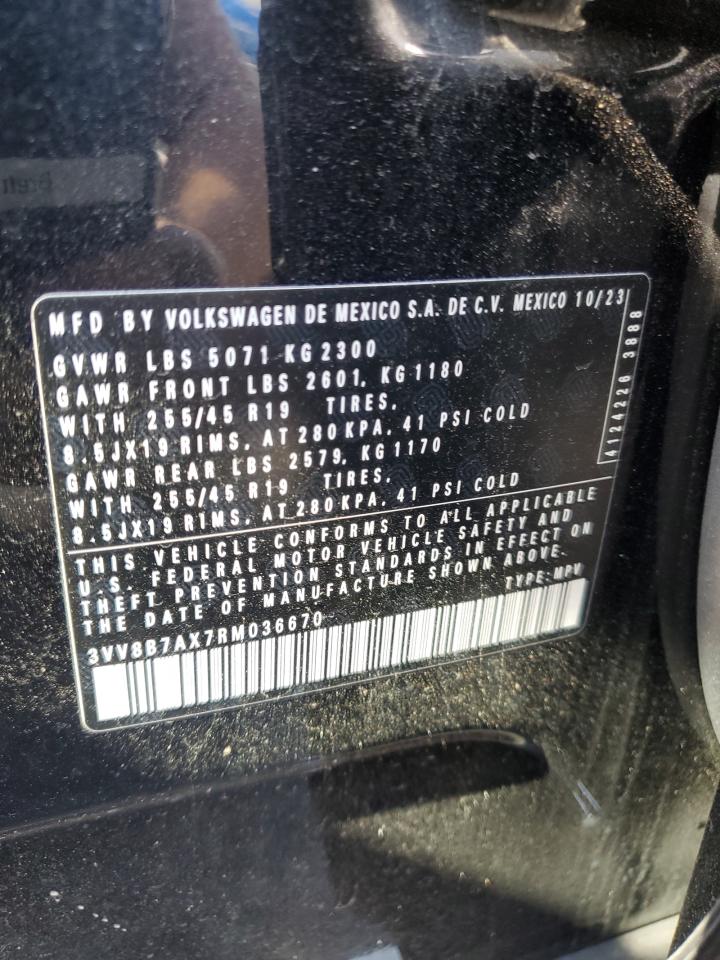 MFD BY VOLKSWAGEN DE MEXICO S.A. DE C.V. MEXICO 10/23
GVWR LBS 5071 KG 2300
GAWR FRONT LBS 2601, KG 1180
WITH 255/45 R19 TIRES,
8.5JX19 RIMS, AT 280 KPA, 41 PSI COLD
GAWR REAR LBS 2579, KG 1170
WITH 255/45 R19 TIRES,
8.5JX19 RIMS, AT 280 KPA, 41 PSI COLD
4124226 3888
THIS VEHICLE CONFORMS TO ALL APPLICABLE
U.S. FEDERAL MOTOR VEHICLE SAFETY AND
THEFT PREVENTION STANDARDS IN EFFECT ON
THE DATE OF MANUFACTURE SHOWN ABOVE.
3VV8B7AX7RM036670 TYPE: MPV